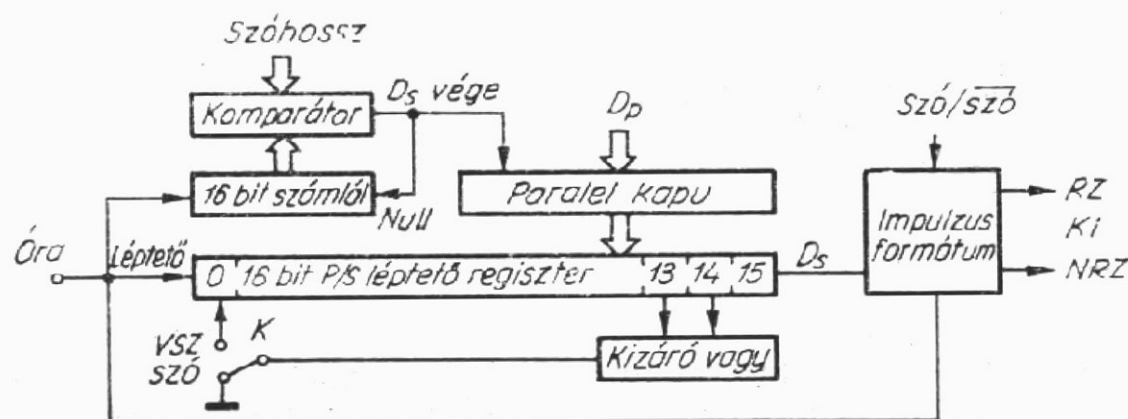 Szóhossz
Komparátor
Ds vége
Dp
Szó/szó
16 bit számlál
Null
Paralel kapu
Impulzus
formátum
RZ
Ki
NRZ
Óra
Léptető
0 16 bit P/S léptető regiszter 13 14 15
Ds
VSZ
szó
K
Kizáró vagy